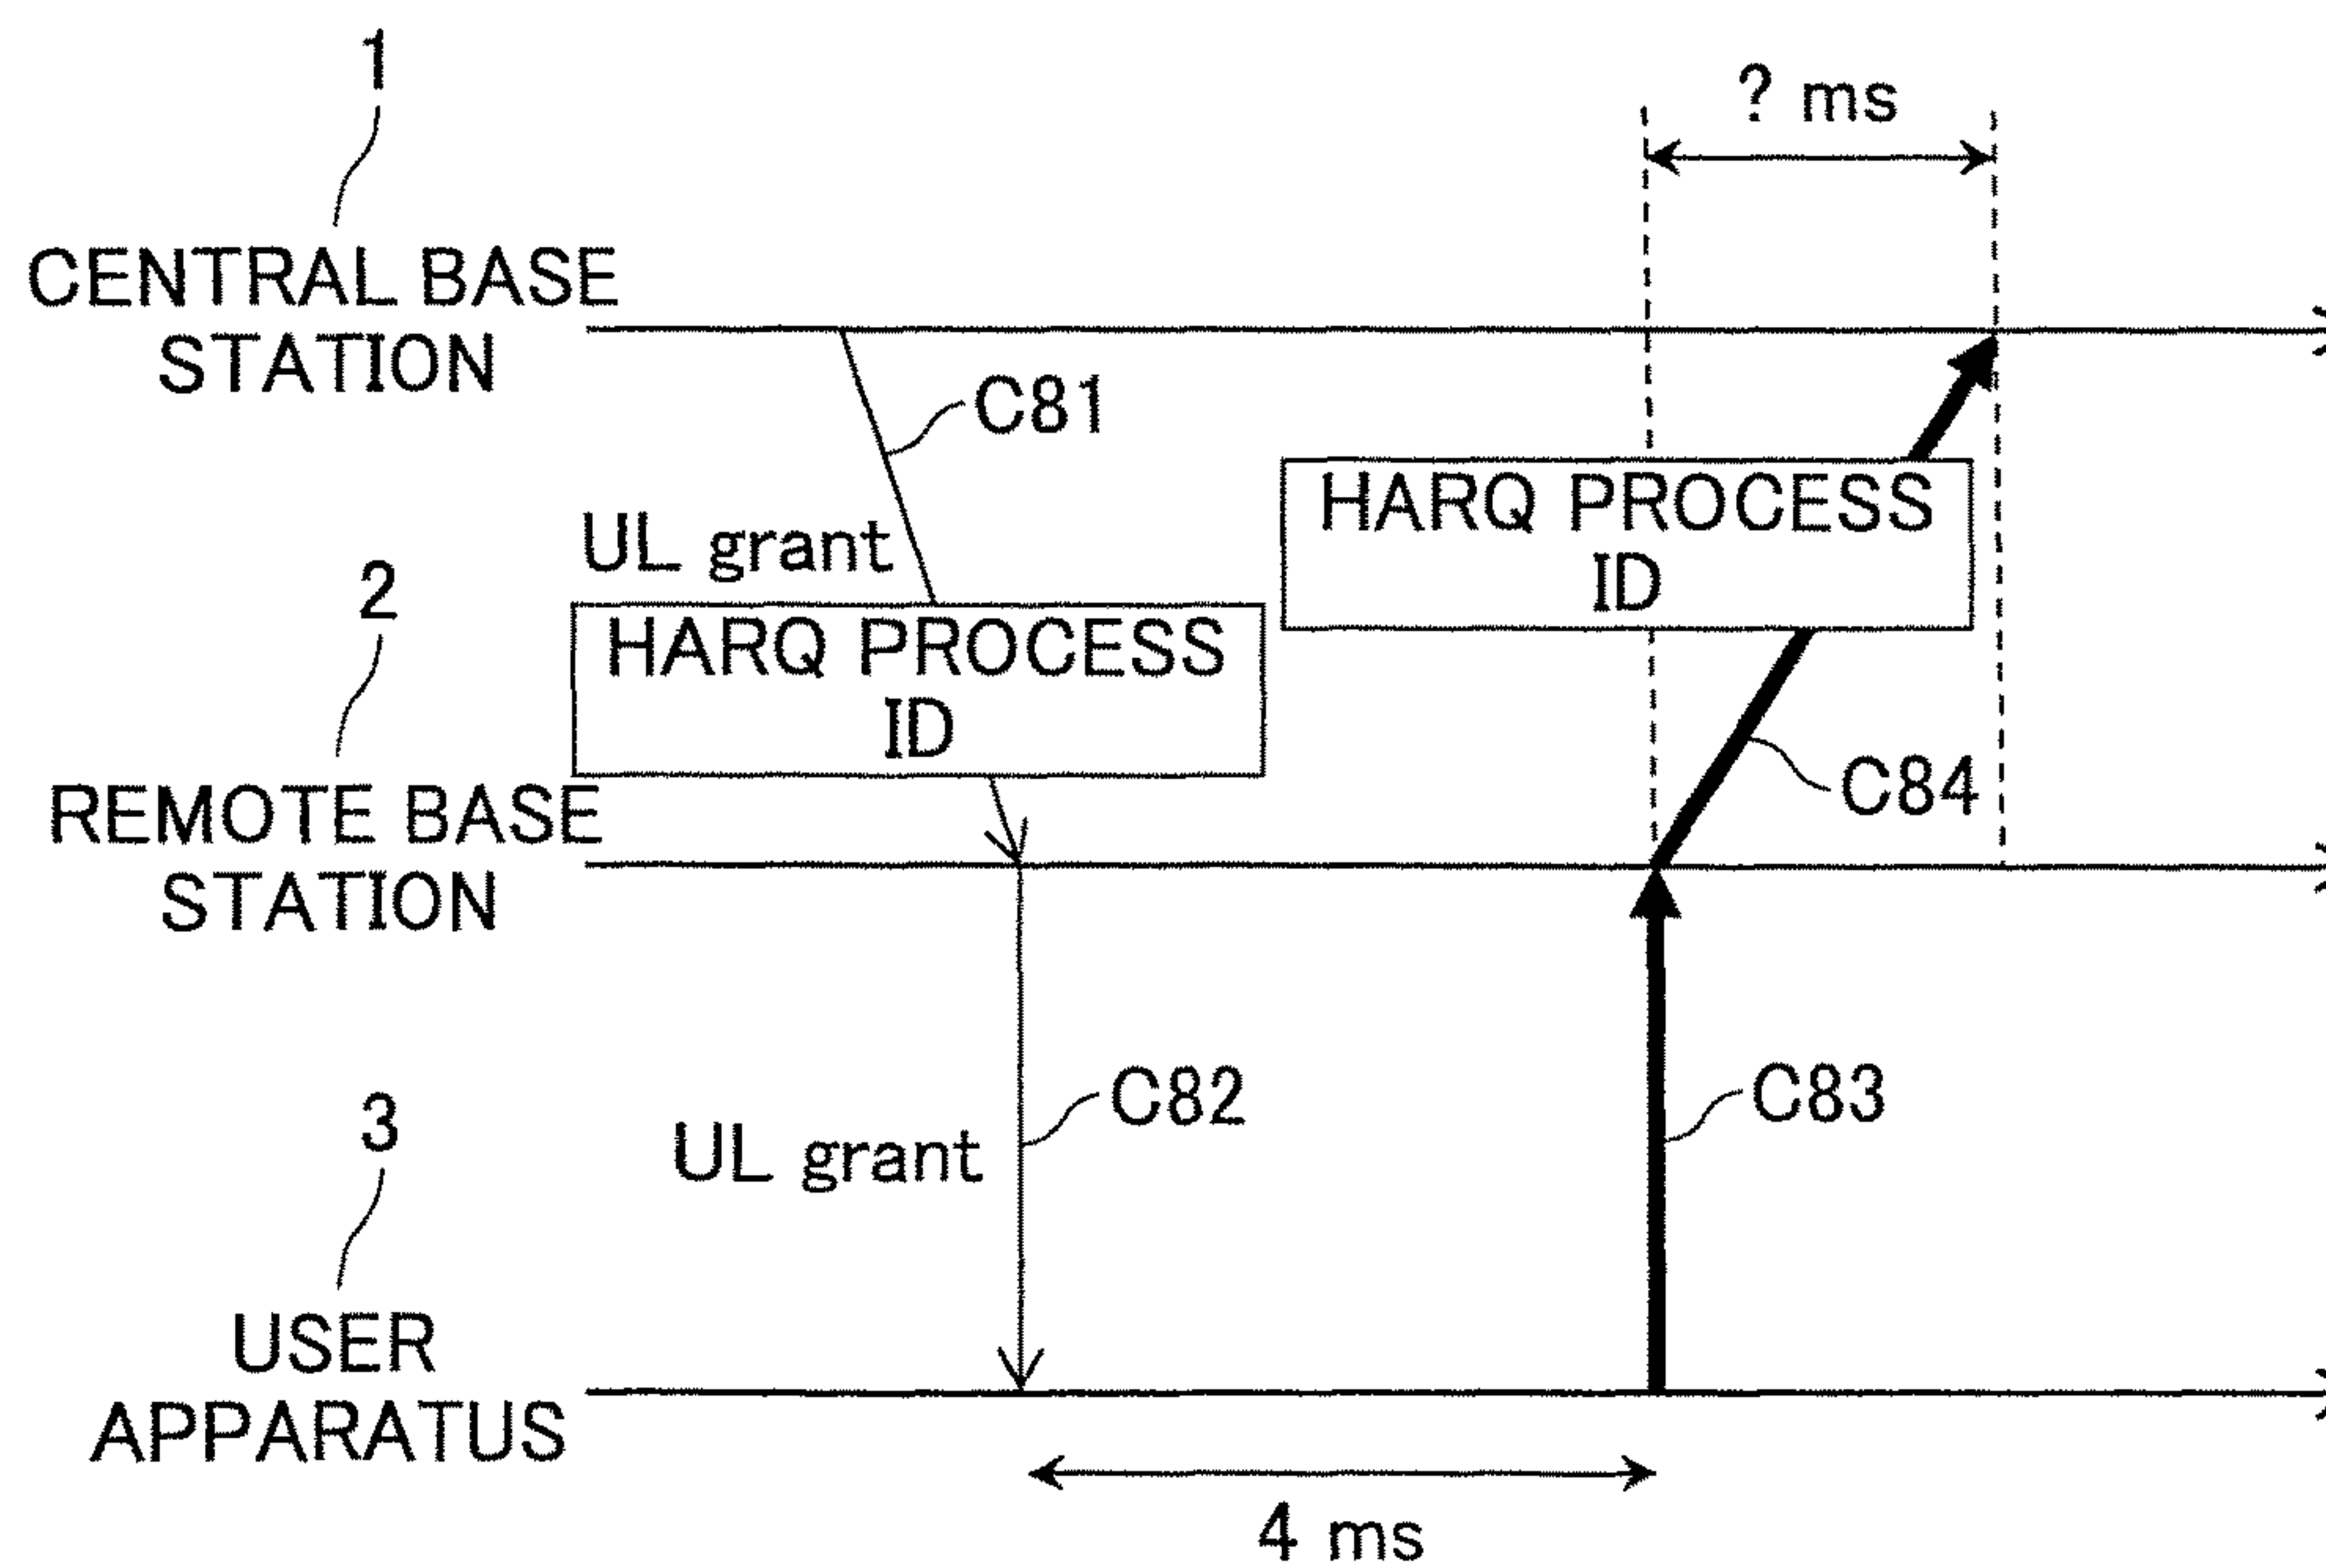 1
? ms
CENTRAL BASE
STATION
C81
HARQ PROCESS
ID
UL grant
2
HARQ PROCESS
ID
REMOTE BASE
STATION
C84
C82
C83
UL grant
3
USER
APPARATUS
4 ms